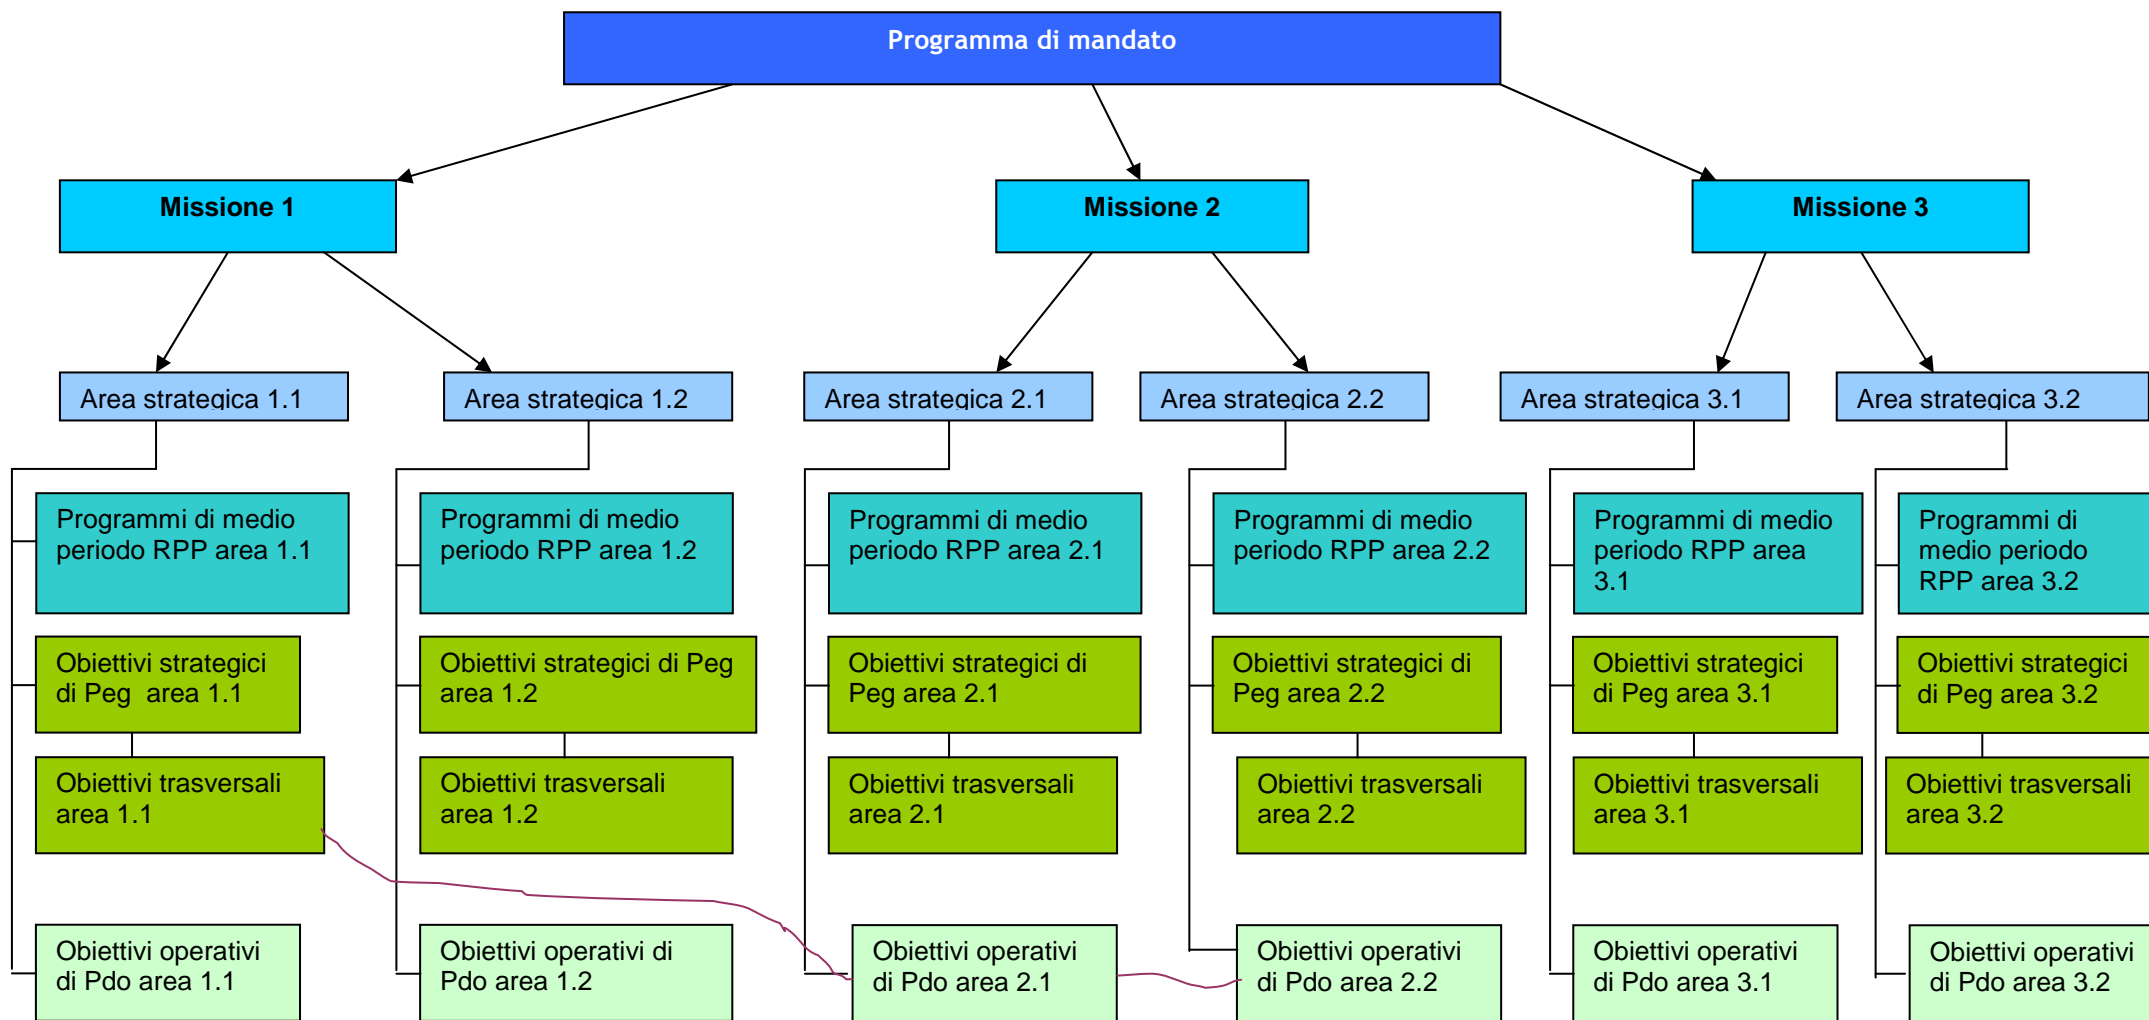 Programma di mandato
Missione 1
Missione 2
Missione 3
Area strategica 1.1
Area strategica 1.2
Area strategica 2.1
Area strategica 2.2
Area strategica 3.1
Area strategica 3.2
Programmi di medio
periodo RPP area 1.1
Programmi di medio
periodo RPP area 1.2
Programmi di medio
periodo RPP area 2.1
Programmi di medio
periodo RPP area 2.2
Programmi di medio
periodo RPP area
3.1
Programmi di
medio periodo
RPP area 3.2
Obiettivi strategici
di Peg  area 1.1
Obiettivi strategici di Peg
area 1.2
Obiettivi strategici di
Peg area 2.1
Obiettivi strategici di
Peg area 2.2
Obiettivi strategici
di Peg area 3.1
Obiettivi strategici
di Peg area 3.2
Obiettivi trasversali
area 1.1
Obiettivi trasversali
area 1.2
Obiettivi trasversali
area 2.1
Obiettivi trasversali
area 2.2
Obiettivi trasversali
area 3.1
Obiettivi trasversali
area 3.2
Obiettivi operativi
di Pdo area 1.1
Obiettivi operativi di
Pdo area 1.2
Obiettivi operativi
di Pdo area 2.1
Obiettivi operativi
di Pdo area 2.2
Obiettivi operativi
di Pdo area 3.1
Obiettivi operativi
di Pdo area 3.2